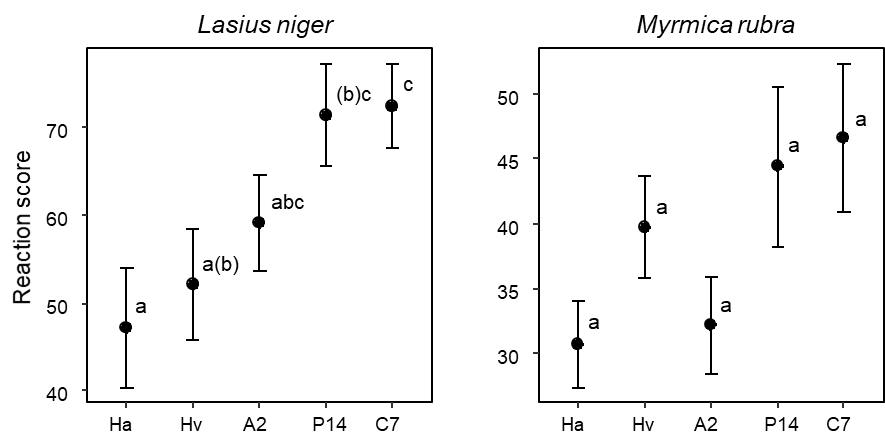 Lasius niger
Myrmica rubra
Reaction score
70
60
50
40
a
a(b)
abc
(b)c
c
Ha
Hv
A2
P14
C7
50
45
40
35
30
a
a
a
a
a
Ha
Hv
A2
P14
C7